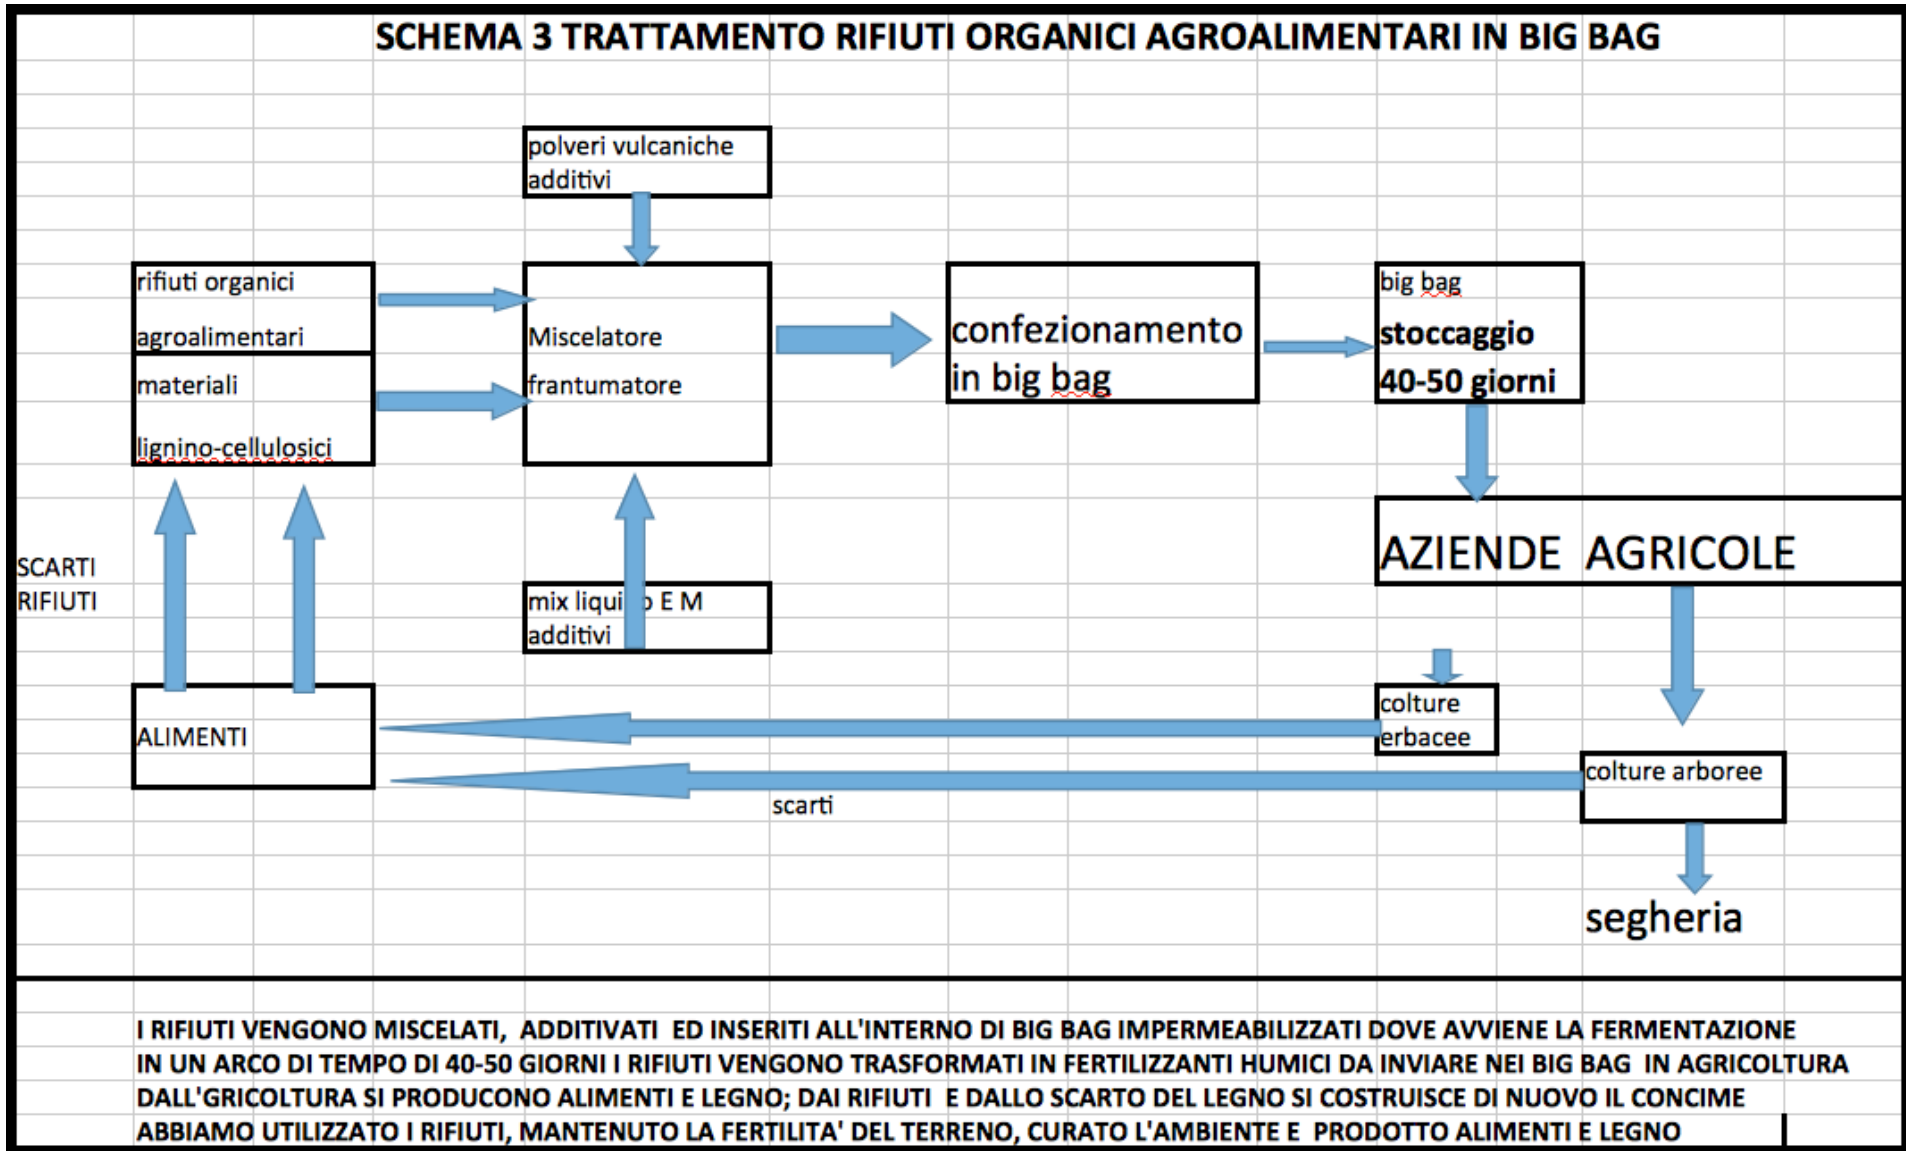 SCHEMA 3 TRATTAMENTO RIFIUTI ORGANICI AGROALIMENTARI IN BIG BAG
polveri vulcaniche
additivi
rifiuti organici
agroalimentari
materiali
lignino-cellulosici
Miscelatore
frantumatore
confezionamento
in big bag
big bag
stoccaggio
40-50 giorni
AZIENDE AGRICOLE
SCARTI
RIFIUTI
mix liquido E M
additivi
ALIMENTI
colture
erbacee
colture arboree
scarti
segheria
I RIFIUTI VENGONO MISCELATI, ADDITIVATI ED INSERITI ALL'INTERNO DI BIG BAG IMPERMEABILIZZATI DOVE AVVIENE LA FERMENTAZIONE
IN UN ARCO DI TEMPO DI 40-50 GIORNI I RIFIUTI VENGONO TRASFORMATI IN FERTILIZZANTI HUMICI DA INVIARE NEI BIG BAG IN AGRICOLTURA
DALL'GRICOLTURA SI PRODUCONO ALIMENTI E LEGNO; DAI RIFIUTI E DALLO SCARTO DEL LEGNO SI COSTRUISCE DI NUOVO IL CONCIME
ABBIAMO UTILIZZATO I RIFIUTI, MANTENUTO LA FERTILITA' DEL TERRENO, CURATO L'AMBIENTE E PRODOTTO ALIMENTI E LEGNO